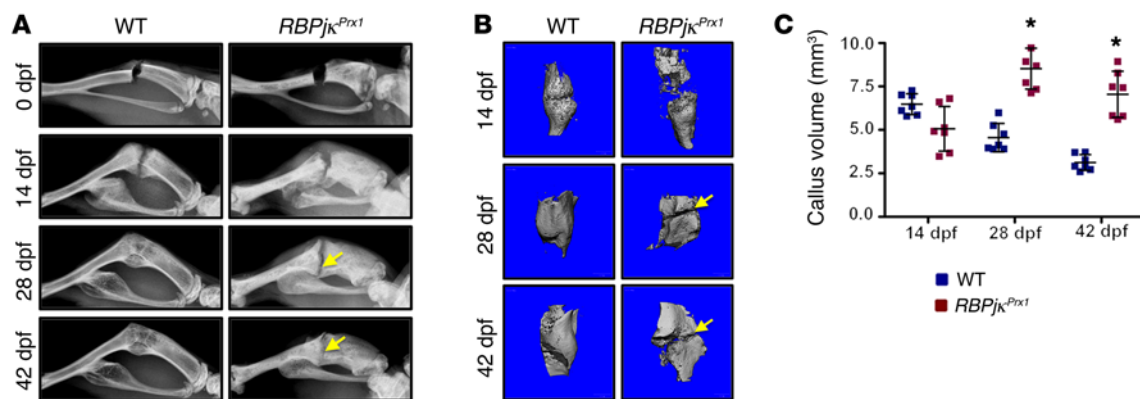 A
WT
RBPjκ^Prx1
0 dpf
14 dpf
28 dpf
42 dpf
B
WT
RBPjκ^Prx1
14 dpf
28 dpf
42 dpf
C
Callus volume (mm³)
10.0
7.5
5.0
2.5
0.0
*
*
14 dpf
28 dpf
42 dpf
WT
RBPjκ^Prx1